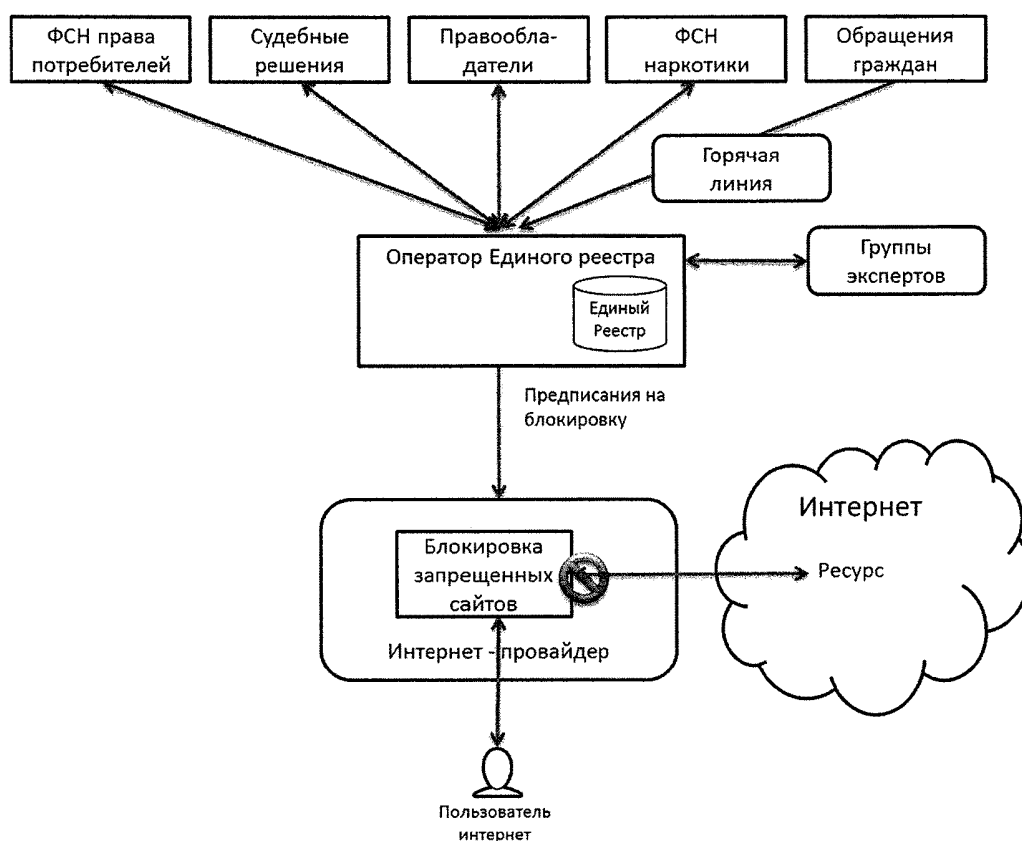 ФСН права
потребителей
Судебные
решения
Правообла-
датели
ФСН
наркотики
Обращения
граждан
Горячая
линия
Оператор Единого реестра
Группы
экспертов
Единый
Реестр
Предписания на
блокировку
Интернет
Блокировка
запрещенных
сайтов
Ресурс
Интернет - провайдер
Пользователь
интернет